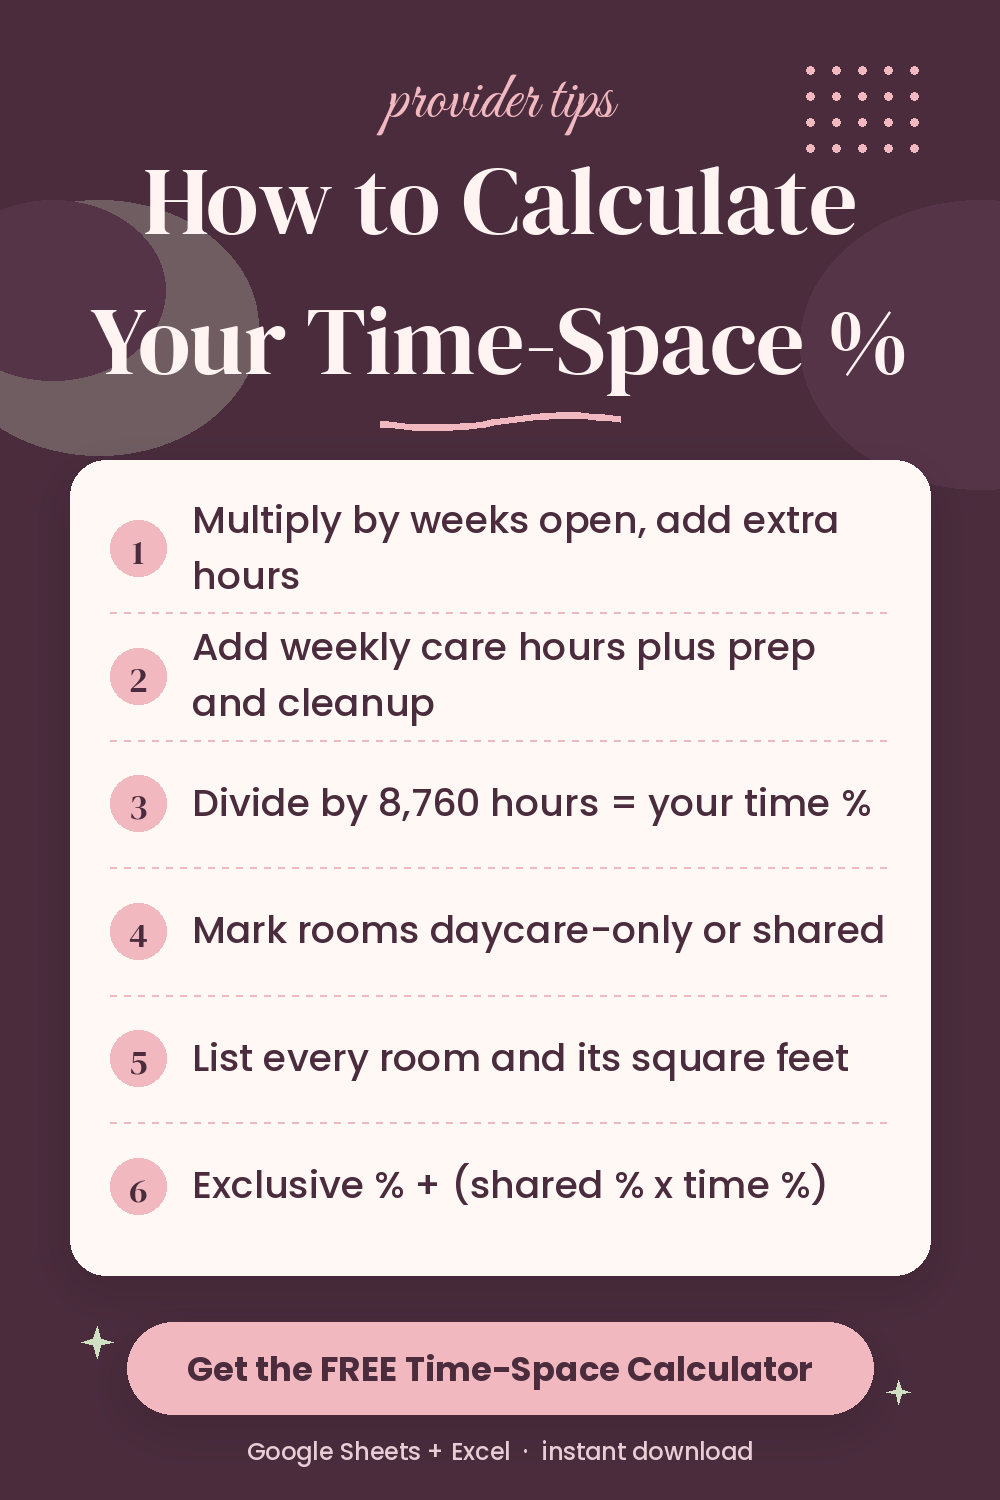 provider tips
How to Calculate
Your Time-Space %
1 Multiply by weeks open, add extra
hours
2 Add weekly care hours plus prep
and cleanup
3 Divide by 8,760 hours = your time %
4 Mark rooms daycare-only or shared
5 List every room and its square feet
6 Exclusive % + (shared % x time %)
Get the FREE Time-Space Calculator
Google Sheets + Excel · instant download